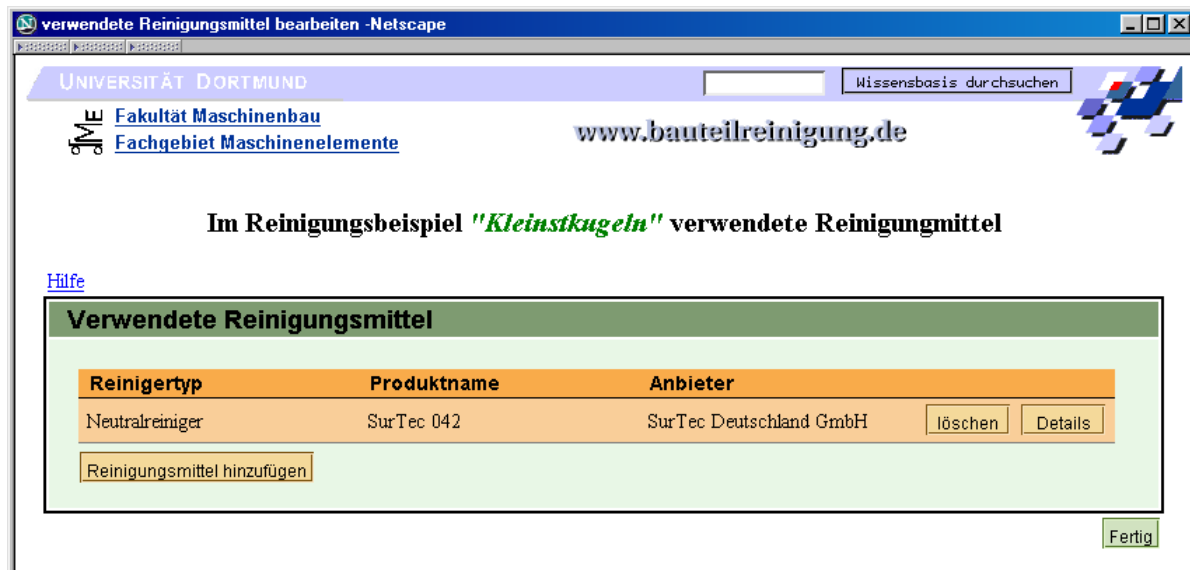 verwendete Reinigungsmittel bearbeiten -Netscape
UNIVERSITÄT DORTMUND
Wissensbasis durchsuchen
ME
Fakultät Maschinenbau
Fachgebiet Maschinenelemente
www.bauteilreinigung.de
Im Reinigungsbeispiel "Kleinstkugeln" verwendete Reinigungmittel
Hilfe
Verwendete Reinigungsmittel
Reinigertyp Produktname Anbieter
Neutralreiniger SurTec 042 SurTec Deutschland GmbH löschen Details
Reinigungsmittel hinzufügen
Fertig